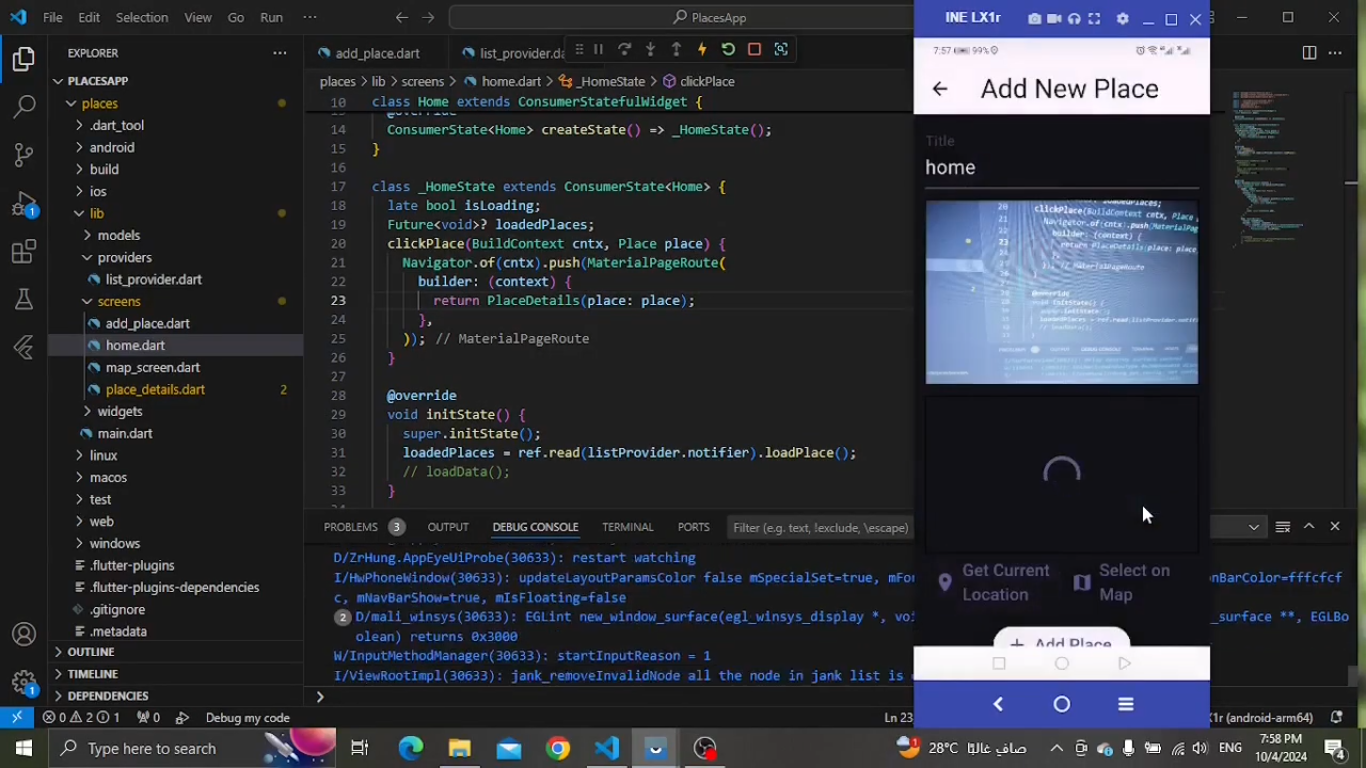 File Edit Selection View Go Run ···
PlacesApp
EXPLORER
PLACESAPP
places
.dart_tool
android
build
ios
lib
models
providers
list_provider.dart
screens
add_place.dart
home.dart
map_screen.dart
place_details.dart 2
widgets
main.dart
linux
macos
test
web
windows
.flutter-plugins
.flutter-plugins-dependencies
.gitignore
.metadata
OUTLINE
TIMELINE
DEPENDENCIES
add_place.dart list_provider.da
places > lib > screens > home.dart > _HomeState > clickPlace
10 class Home extends ConsumerStatefulWidget {
14 ConsumerState<Home> createState() => _HomeState();
15 }
16
17 class _HomeState extends ConsumerState<Home> {
18 late bool isLoading;
19 Future<void>? loadedPlaces;
20 clickPlace(BuildContext cntx, Place place) {
21 Navigator.of(cntx).push(MaterialPageRoute(
22 builder: (context) {
23 return PlaceDetails(place: place);
24 },
25 )); // MaterialPageRoute
26 }
27
28 @override
29 void initState() {
30 super.initState();
31 loadedPlaces = ref.read(listProvider.notifier).loadPlace();
32 // loadData();
33 }
PROBLEMS 3 OUTPUT DEBUG CONSOLE TERMINAL PORTS Filter (e.g. text, !exclude, \escape)
D/ZrHung.AppEyeUiProbe(30633): restart watching
I/HwPhoneWindow(30633): updateLayoutParamsColor false mSpecialSet=true, mFo
onBarColor=fffcfcf
c, mNavBarShow=true, mIsFloating=false
2 D/mali_winsys(30633): EGLint new_window_surface(egl_winsys_display *, voi
surface **, EGLBo
olean) returns 0x3000
W/InputMethodManager(30633): startInputReason = 1
I/ViewRootImpl(30633): jank_removeInvalidNode all the node in jank list is
INE LX1r
7:57 99%
Add New Place
Title
home
Get Current Location
Select on Map
+ Add Place
0 2 1 0 Debug my code
1r (android-arm64)
Type here to search
1
1
28°C صافٍ غالبًا
ENG
7:58 PM
10/4/2024
4